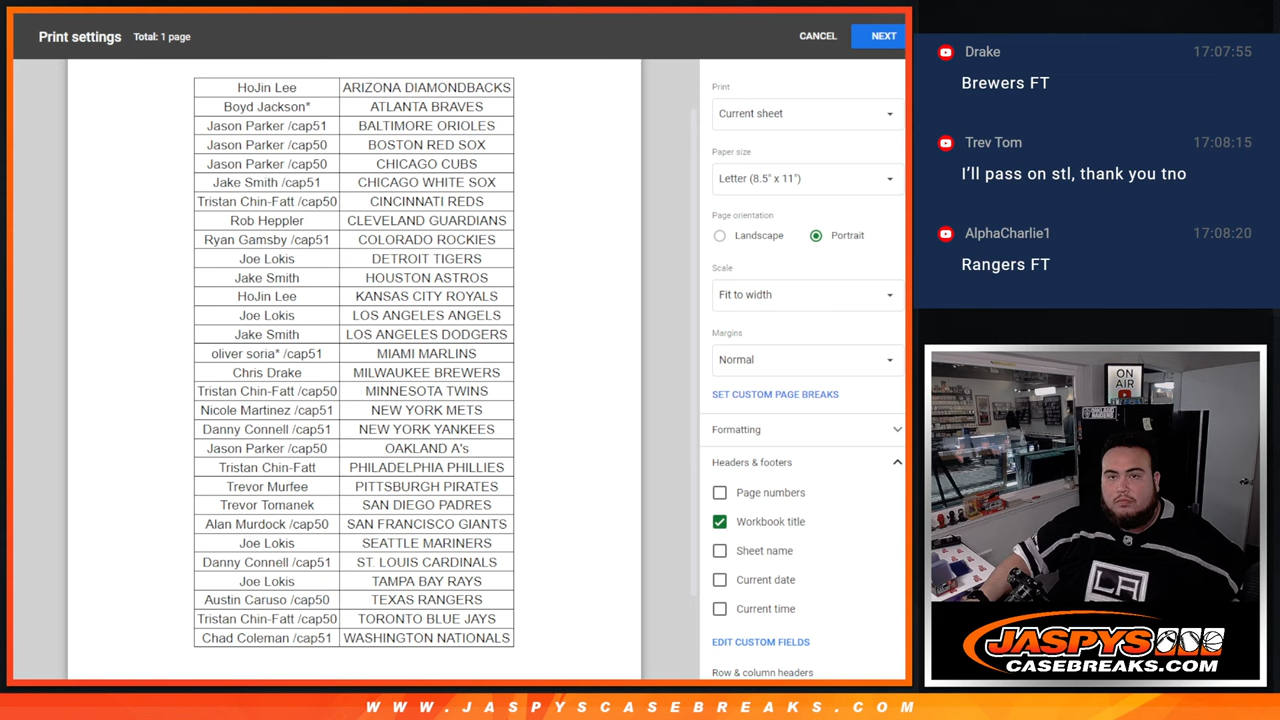 Print settings Total: 1 page CANCEL NEXT
HoJin Lee ARIZONA DIAMONDBACKS
Boyd Jackson* ATLANTA BRAVES
Jason Parker /cap51 BALTIMORE ORIOLES
Jason Parker /cap50 BOSTON RED SOX
Jason Parker /cap50 CHICAGO CUBS
Jake Smith /cap51 CHICAGO WHITE SOX
Tristan Chin-Fatt /cap50 CINCINNATI REDS
Rob Heppler CLEVELAND GUARDIANS
Ryan Gamsby /cap51 COLORADO ROCKIES
Joe Lokis DETROIT TIGERS
Jake Smith HOUSTON ASTROS
HoJin Lee KANSAS CITY ROYALS
Joe Lokis LOS ANGELES ANGELS
Jake Smith LOS ANGELES DODGERS
oliver soria* /cap51 MIAMI MARLINS
Chris Drake MILWAUKEE BREWERS
Tristan Chin-Fatt /cap50 MINNESOTA TWINS
Nicole Martinez /cap51 NEW YORK METS
Danny Connell /cap51 NEW YORK YANKEES
Jason Parker /cap50 OAKLAND A's
Tristan Chin-Fatt PHILADELPHIA PHILLIES
Trevor Murfee PITTSBURGH PIRATES
Trevor Tomanek SAN DIEGO PADRES
Alan Murdock /cap50 SAN FRANCISCO GIANTS
Joe Lokis SEATTLE MARINERS
Danny Connell /cap51 ST. LOUIS CARDINALS
Joe Lokis TAMPA BAY RAYS
Austin Caruso /cap50 TEXAS RANGERS
Tristan Chin-Fatt /cap50 TORONTO BLUE JAYS
Chad Coleman /cap51 WASHINGTON NATIONALS
Print
Current sheet
Paper size
Letter (8.5" x 11")
Page orientation
Landscape Portrait
Scale
Fit to width
Margins
Normal
SET CUSTOM PAGE BREAKS
Formatting
Headers & footers
Page numbers
Workbook title
Sheet name
Current date
Current time
EDIT CUSTOM FIELDS
Row & column headers
Drake 17:07:55
Brewers FT
Trev Tom 17:08:15
I'll pass on stl, thank you tno
AlphaCharlie1 17:08:20
Rangers FT
ON
AIR
LA
JASPYS
CASEBREAKS.COM
WWW.JASPYSCASEBREAKS.COM